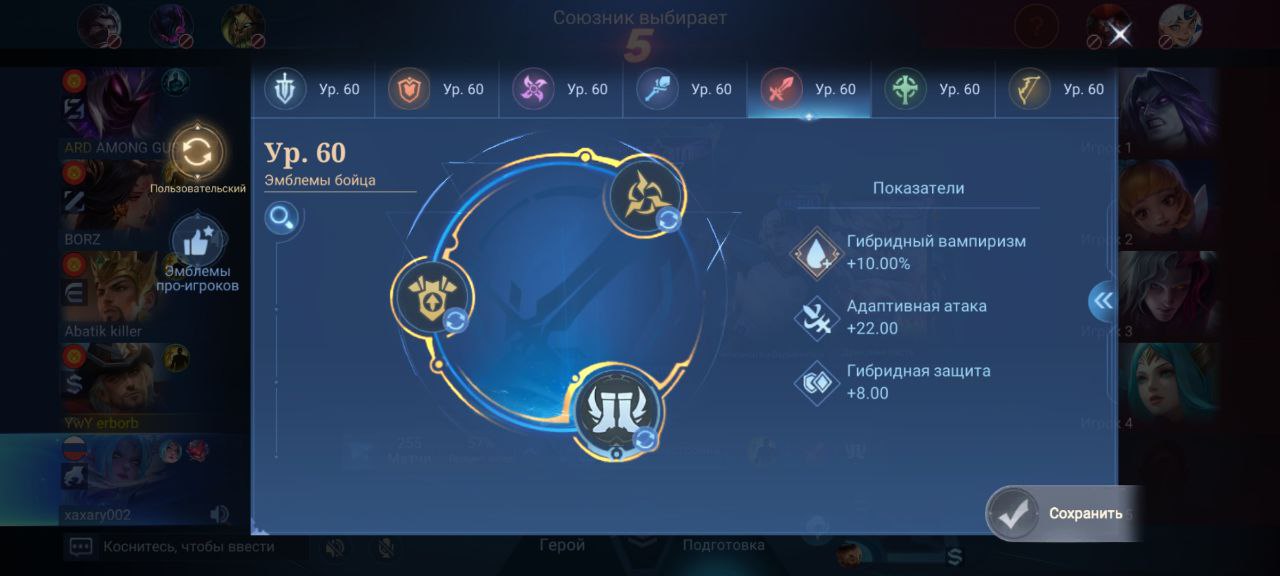 Союзник выбирает
5
Ур. 60
Ур. 60
Ур. 60
Ур. 60
Ур. 60
Ур. 60
Ур. 60
Ур. 60
Эмблемы бойца
Пользовательский
Эмблемы
про-игроков
ARD AMONG GUS
BORZ
Abatik killer
YwY erborb
xaxary002
Показатели
Гибридный вампиризм
+10.00%
Адаптивная атака
+22.00
Гибридная защита
+8.00
Игрок 1
Игрок 2
Игрок 3
Игрок 4
255
57%
Сохранить
Коснитесь, чтобы ввести
Герой
Подготовка